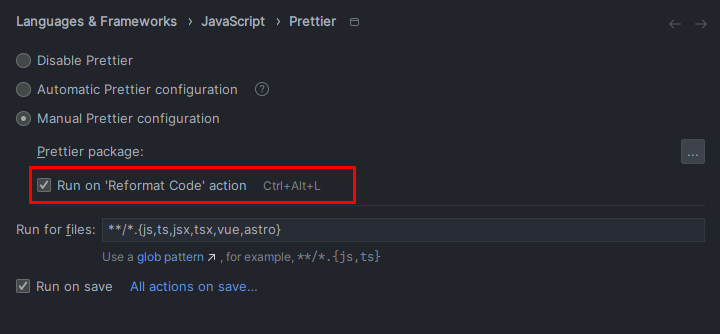 Languages & Frameworks › JavaScript › Prettier
Disable Prettier
Automatic Prettier configuration ?
Manual Prettier configuration
Prettier package:
...
Run on 'Reformat Code' action Ctrl+Alt+L
Run for files: **/*.{js,ts,jsx,tsx,vue,astro}
Use a glob pattern ↗ , for example, **/*.{js,ts}
Run on save All actions on save...